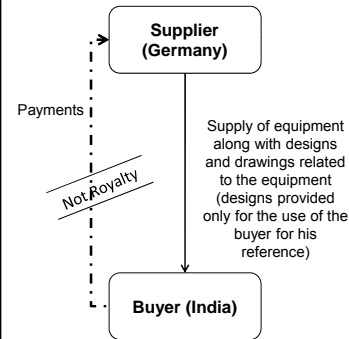 Supplier
(Germany)
Payments
Supply of equipment
along with designs
and drawings related
to the equipment
(designs provided
only for the use of the
buyer for his
reference)
Not Royalty
Buyer (India)